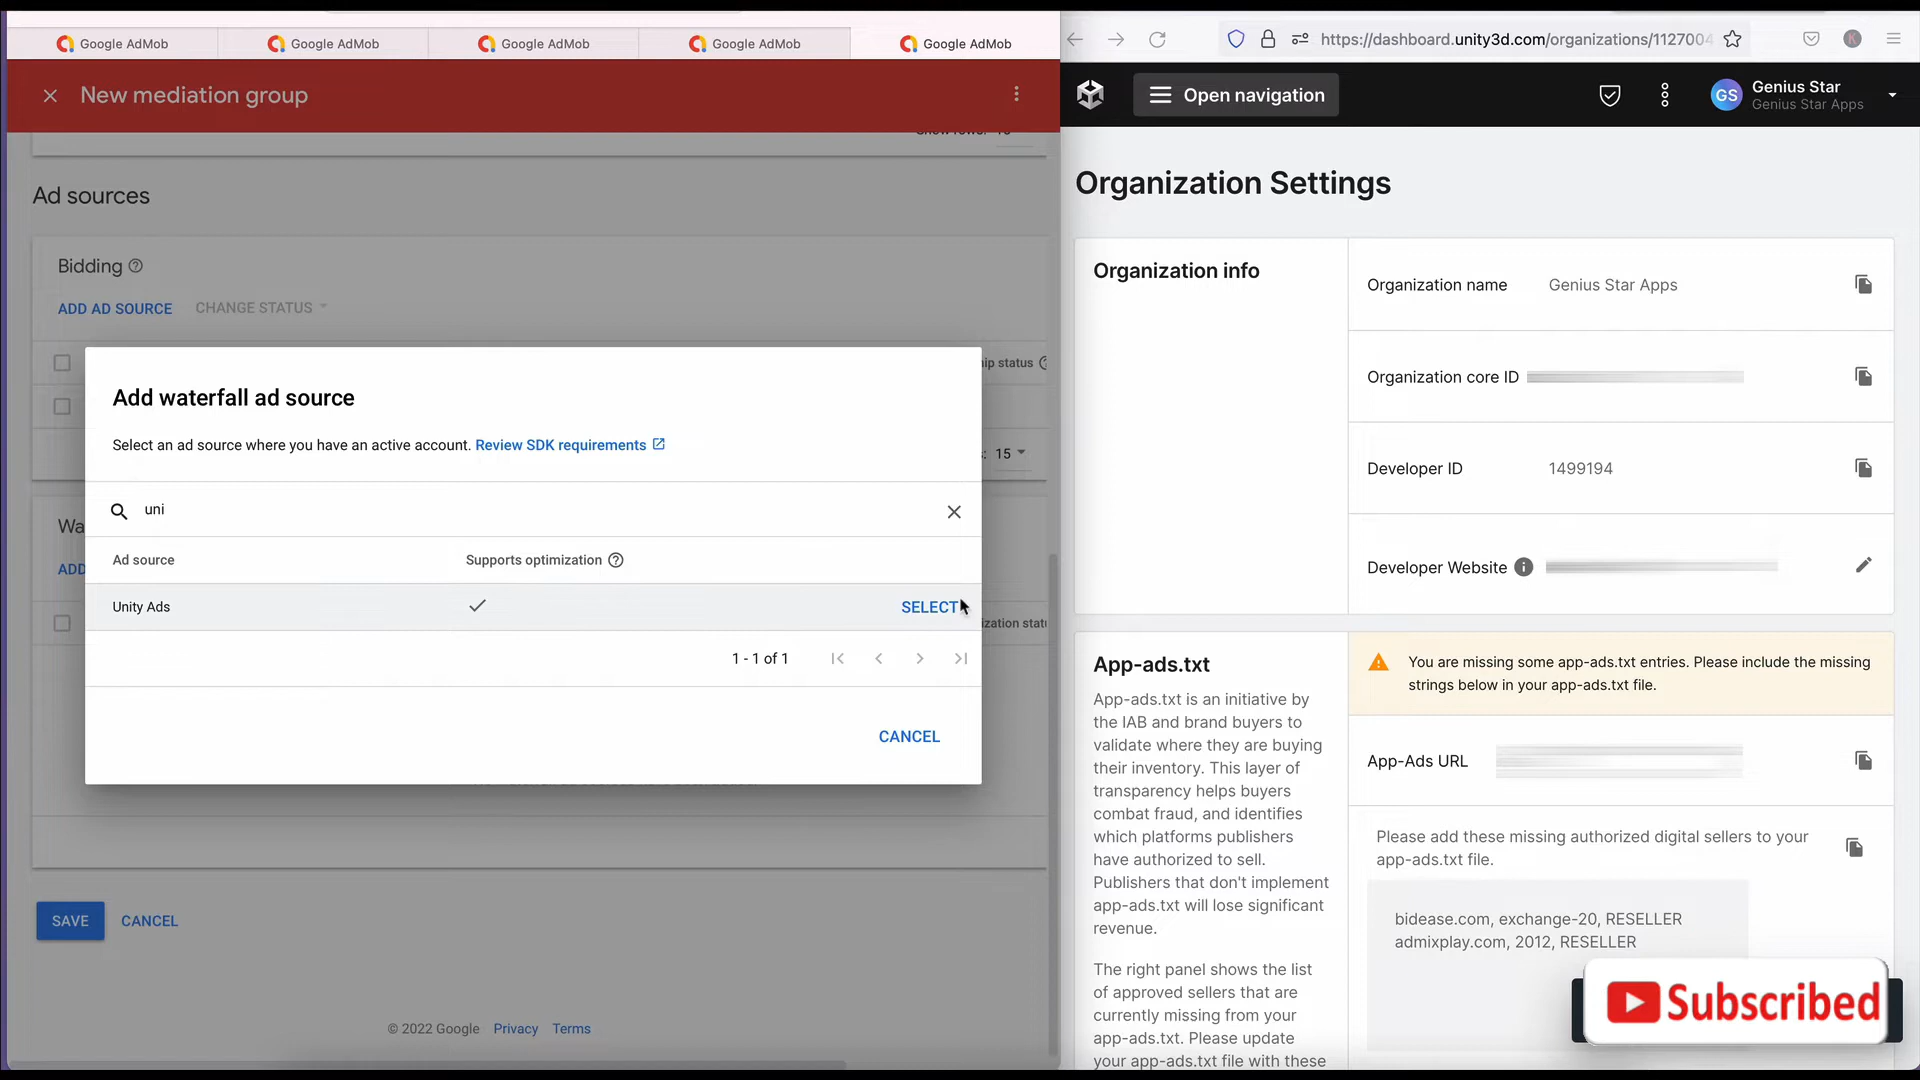 Google AdMob
Google AdMob
Google AdMob
Google AdMob
Google AdMob
New mediation group
Ad sources
Bidding
ADD AD SOURCE
CHANGE STATUS
Add waterfall ad source
Select an ad source where you have an active account. Review SDK requirements
15
uni
Ad source
Supports optimization
Unity Ads
SELECT
1 - 1 of 1
CANCEL
ADD
SAVE
CANCEL
© 2022 Google
Privacy
Terms
https://dashboard.unity3d.com/organizations/1127004
Open navigation
GS
Genius Star
Genius Star Apps
Organization Settings
Organization info
Organization name
Genius Star Apps
Organization core ID
Developer ID
1499194
Developer Website
App-ads.txt
App-ads.txt is an initiative by
the IAB and brand buyers to
validate where they are buying
their inventory. This layer of
transparency helps buyers
combat fraud, and identifies
which platforms publishers
have authorized to sell.
Publishers that don't implement
app-ads.txt will lose significant
revenue.
The right panel shows the list
of approved sellers that are
currently missing from your
app-ads.txt. Please update
your app-ads.txt file with these
You are missing some app-ads.txt entries. Please include the missing
strings below in your app-ads.txt file.
App-Ads URL
Please add these missing authorized digital sellers to your
app-ads.txt file.
bidease.com, exchange-20, RESELLER
admixplay.com, 2012, RESELLER
Subscribed